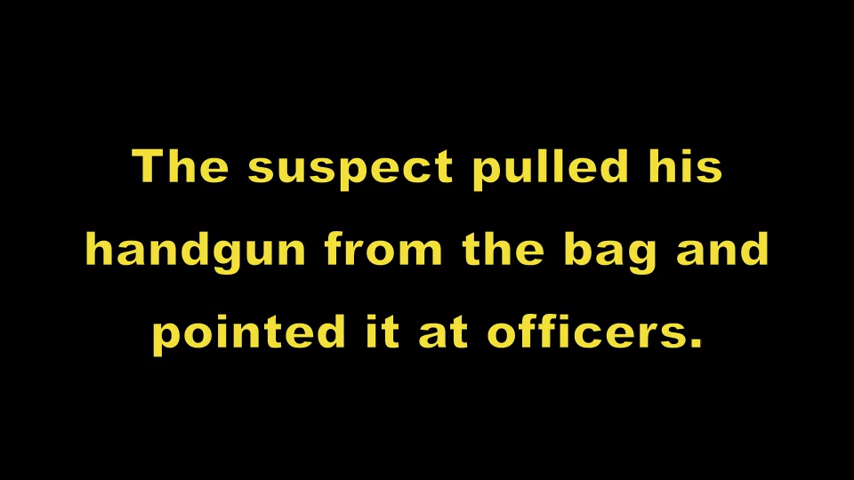 The suspect pulled his
handgun from the bag and
pointed it at officers.